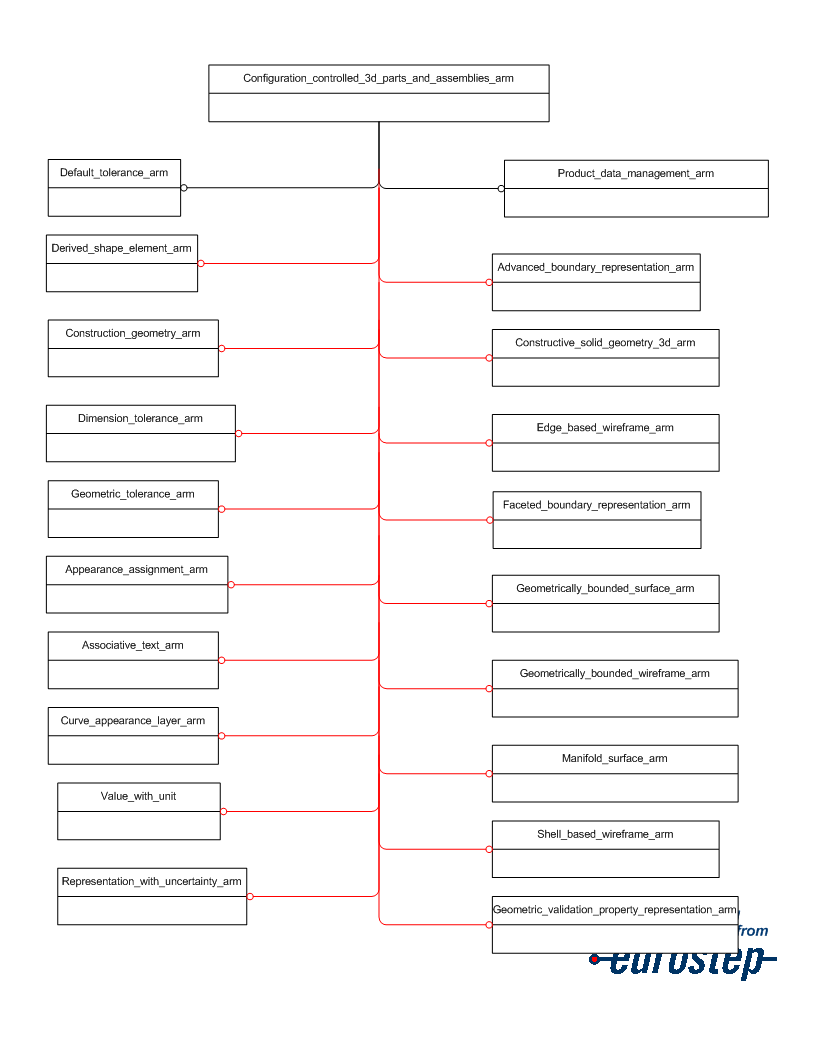 Configuration_controlled_3d_parts_and_assemblies_arm
Default_tolerance_arm
Product_data_management_arm
Derived_shape_element_arm
Advanced_boundary_representation_arm
Construction_geometry_arm
Constructive_solid_geometry_3d_arm
Dimension_tolerance_arm
Edge_based_wireframe_arm
Geometric_tolerance_arm
Faceted_boundary_representation_arm
Appearance_assignment_arm
Geometrically_bounded_surface_arm
Associative_text_arm
Geometrically_bounded_wireframe_arm
Curve_appearance_layer_arm
Manifold_surface_arm
Value_with_unit
Shell_based_wireframe_arm
Representation_with_uncertainty_arm
Geometric_validation_property_representation_arm
from
eurostep